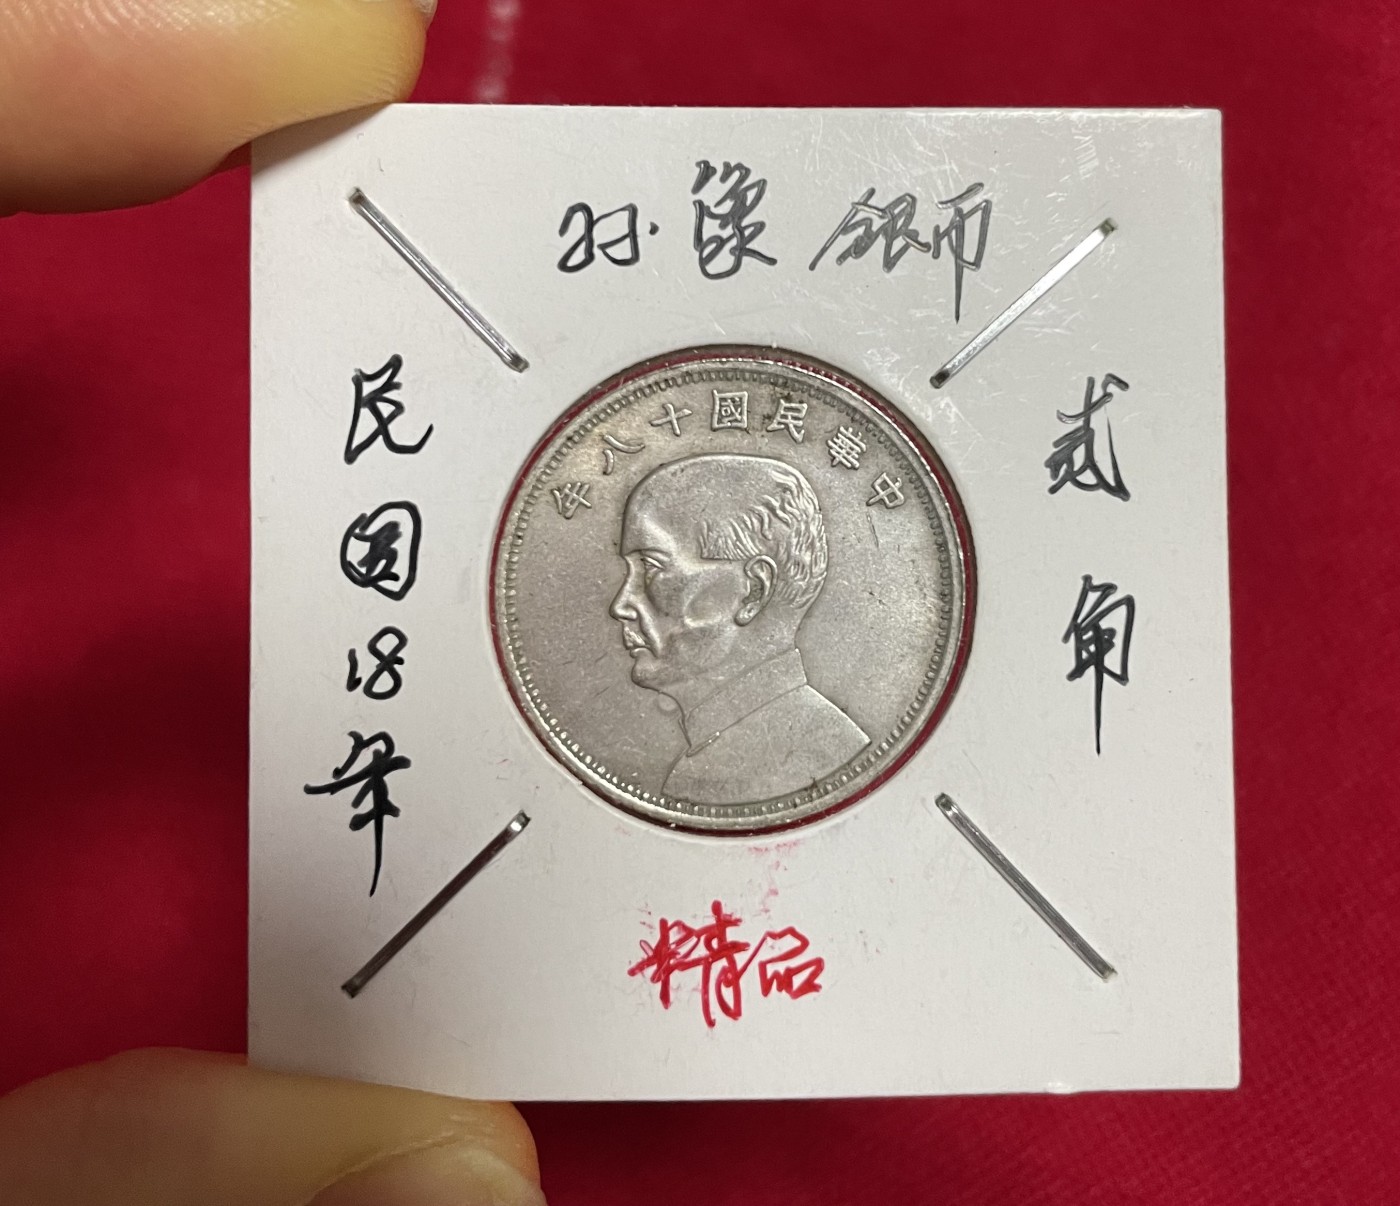 孙像銀币
民国18年
贰角
中華民國十八年
精品